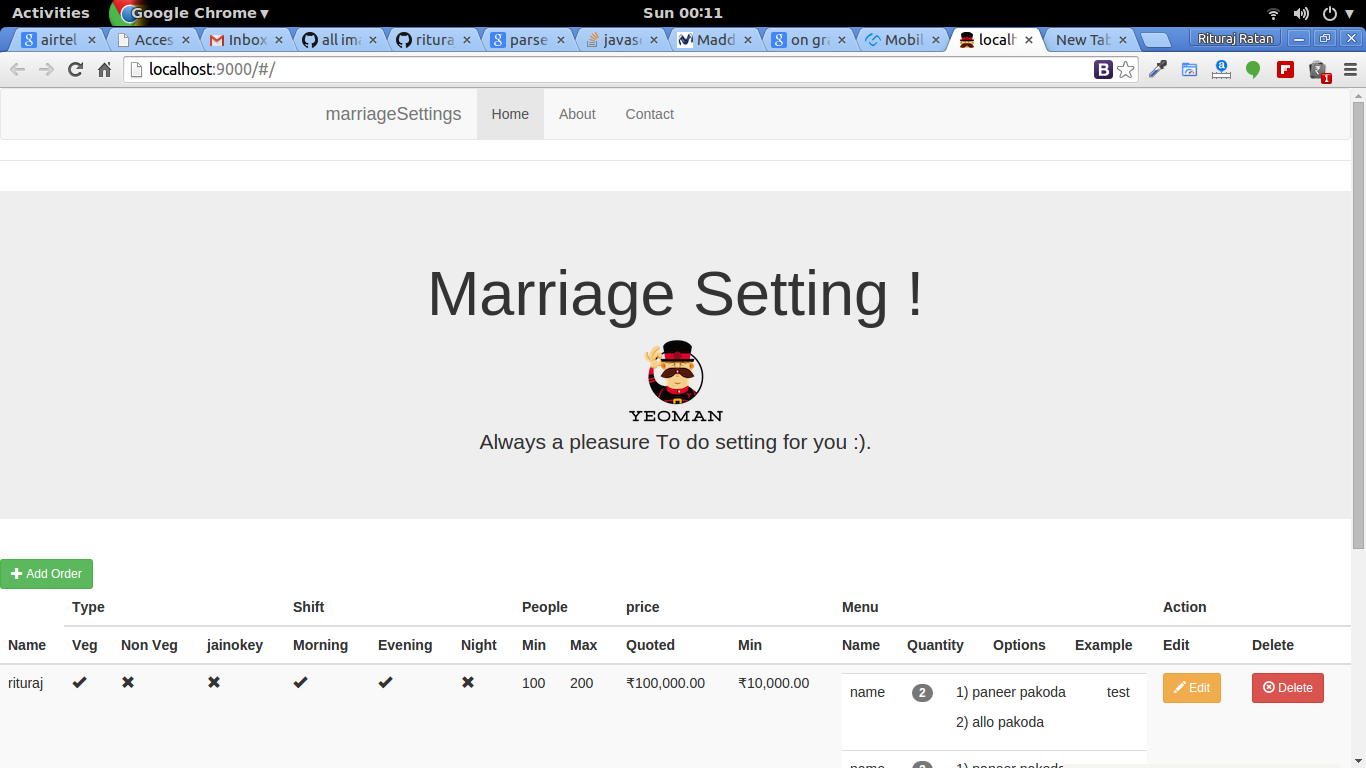 Activities Google Chrome ▾ Sun 00:11
airtel Acces Inbox all ima ritura parse javasc Madd on gra Mobil localh New Tab Rituraj Ratan
localhost:9000/#/
marriageSettings Home About Contact
Marriage Setting !
YEOMAN
Always a pleasure To do setting for you :).
Add Order
Type Shift People price Menu Action
Name Veg Non Veg jainokey Morning Evening Night Min Max Quoted Min Name Quantity Options Example Edit Delete
rituraj 100 200 ₹100,000.00 ₹10,000.00 name 2 1) paneer pakoda test Edit Delete
2) allo pakoda
name 2 1) paneer pakoda